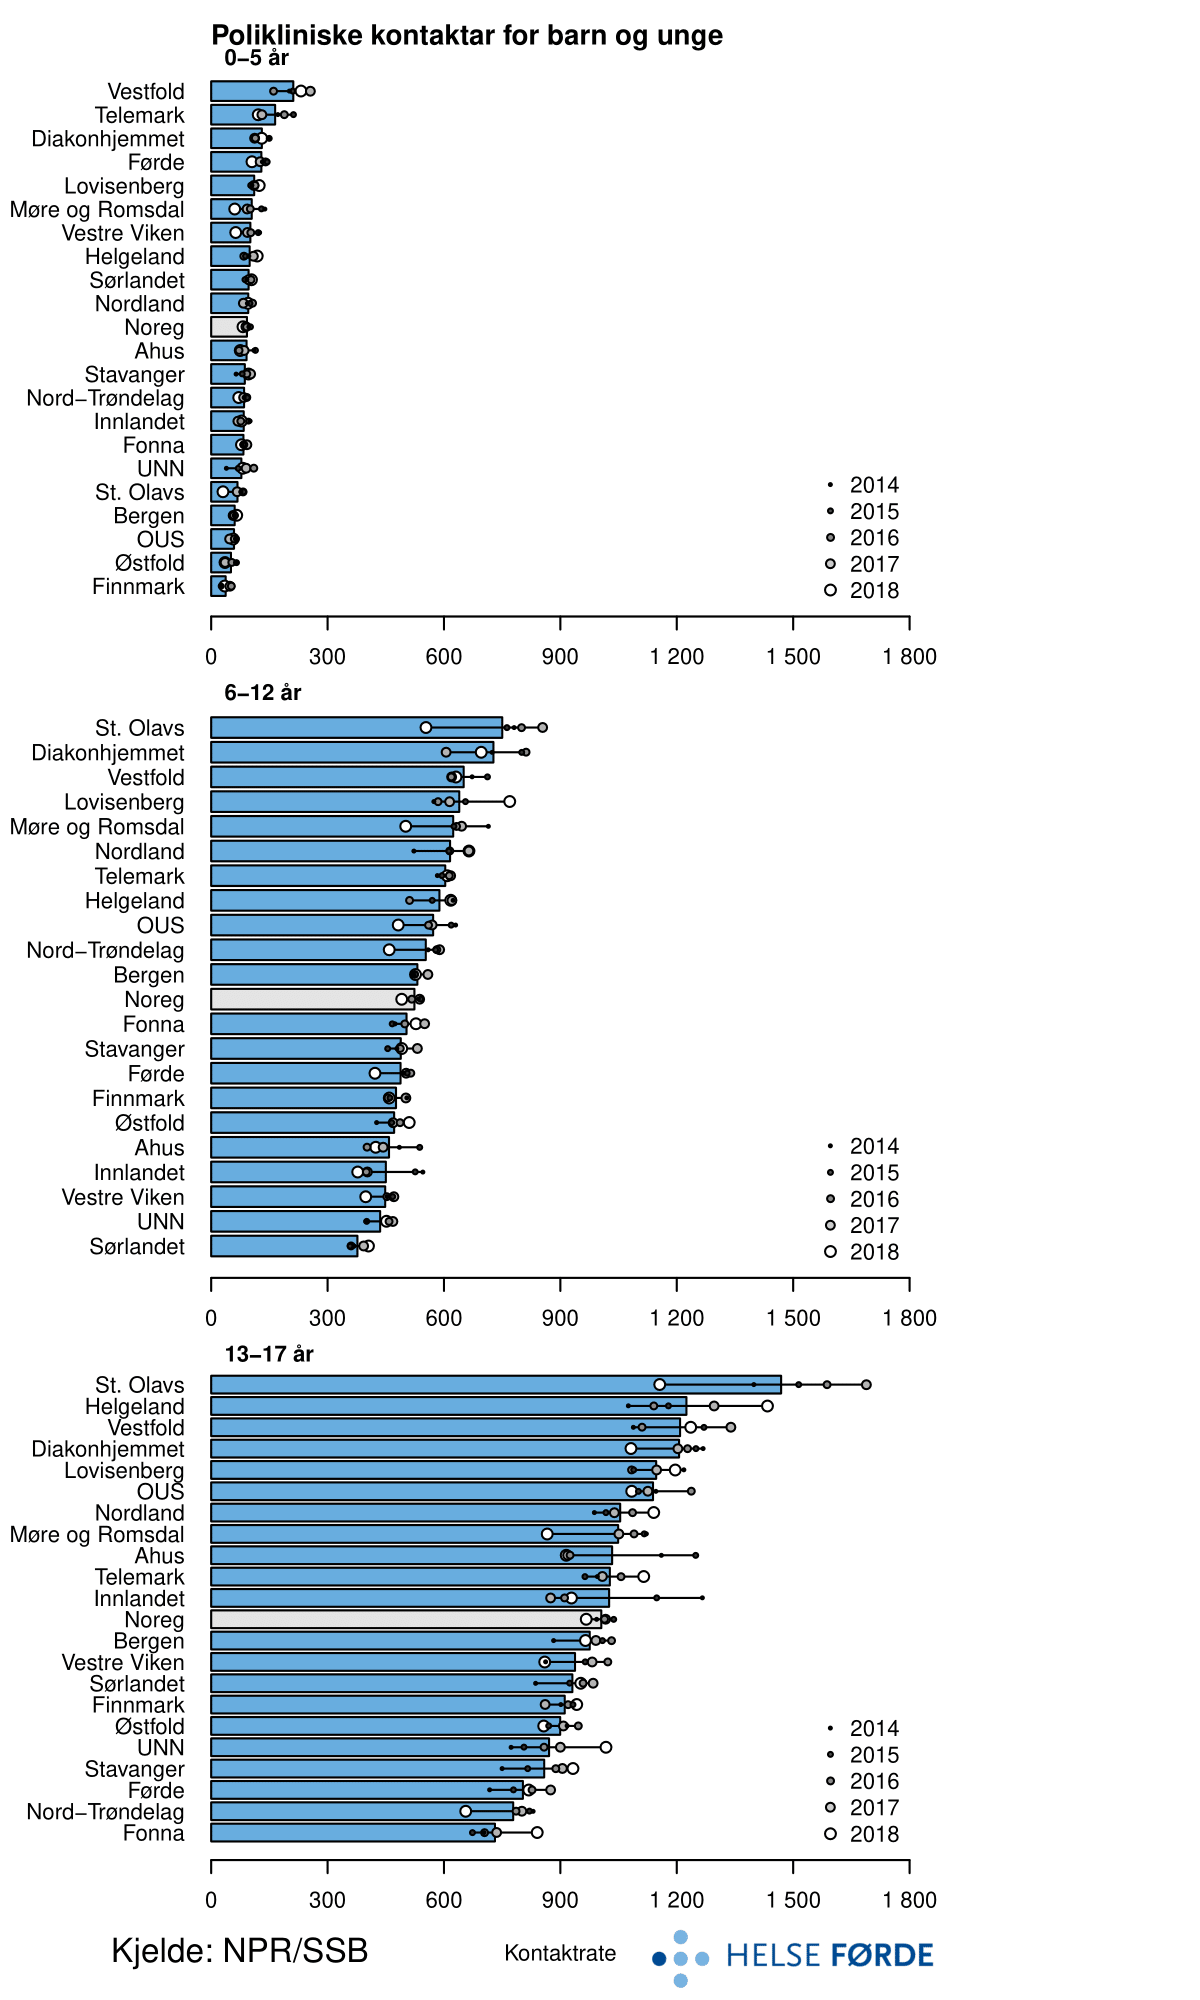 Polikliniske kontaktar for barn og unge
0–5 år
Vestfold
Telemark
Diakonhjemmet
Førde
Lovisenberg
Møre og Romsdal
Vestre Viken
Helgeland
Sørlandet
Nordland
Noreg
Ahus
Stavanger
Nord–Trøndelag
Innlandet
Fonna
UNN
St. Olavs
Bergen
OUS
Østfold
Finnmark
2014
2015
2016
2017
2018
0 300 600 900 1 200 1 500 1 800
6–12 år
St. Olavs
Diakonhjemmet
Vestfold
Lovisenberg
Møre og Romsdal
Nordland
Telemark
Helgeland
OUS
Nord–Trøndelag
Bergen
Noreg
Fonna
Stavanger
Førde
Finnmark
Østfold
Ahus
Innlandet
Vestre Viken
UNN
Sørlandet
2014
2015
2016
2017
2018
0 300 600 900 1 200 1 500 1 800
13–17 år
St. Olavs
Helgeland
Vestfold
Diakonhjemmet
Lovisenberg
OUS
Nordland
Møre og Romsdal
Ahus
Telemark
Innlandet
Noreg
Bergen
Vestre Viken
Sørlandet
Finnmark
Østfold
UNN
Stavanger
Førde
Nord–Trøndelag
Fonna
2014
2015
2016
2017
2018
0 300 600 900 1 200 1 500 1 800
Kjelde: NPR/SSB
Kontaktrate
HELSE FØRDE